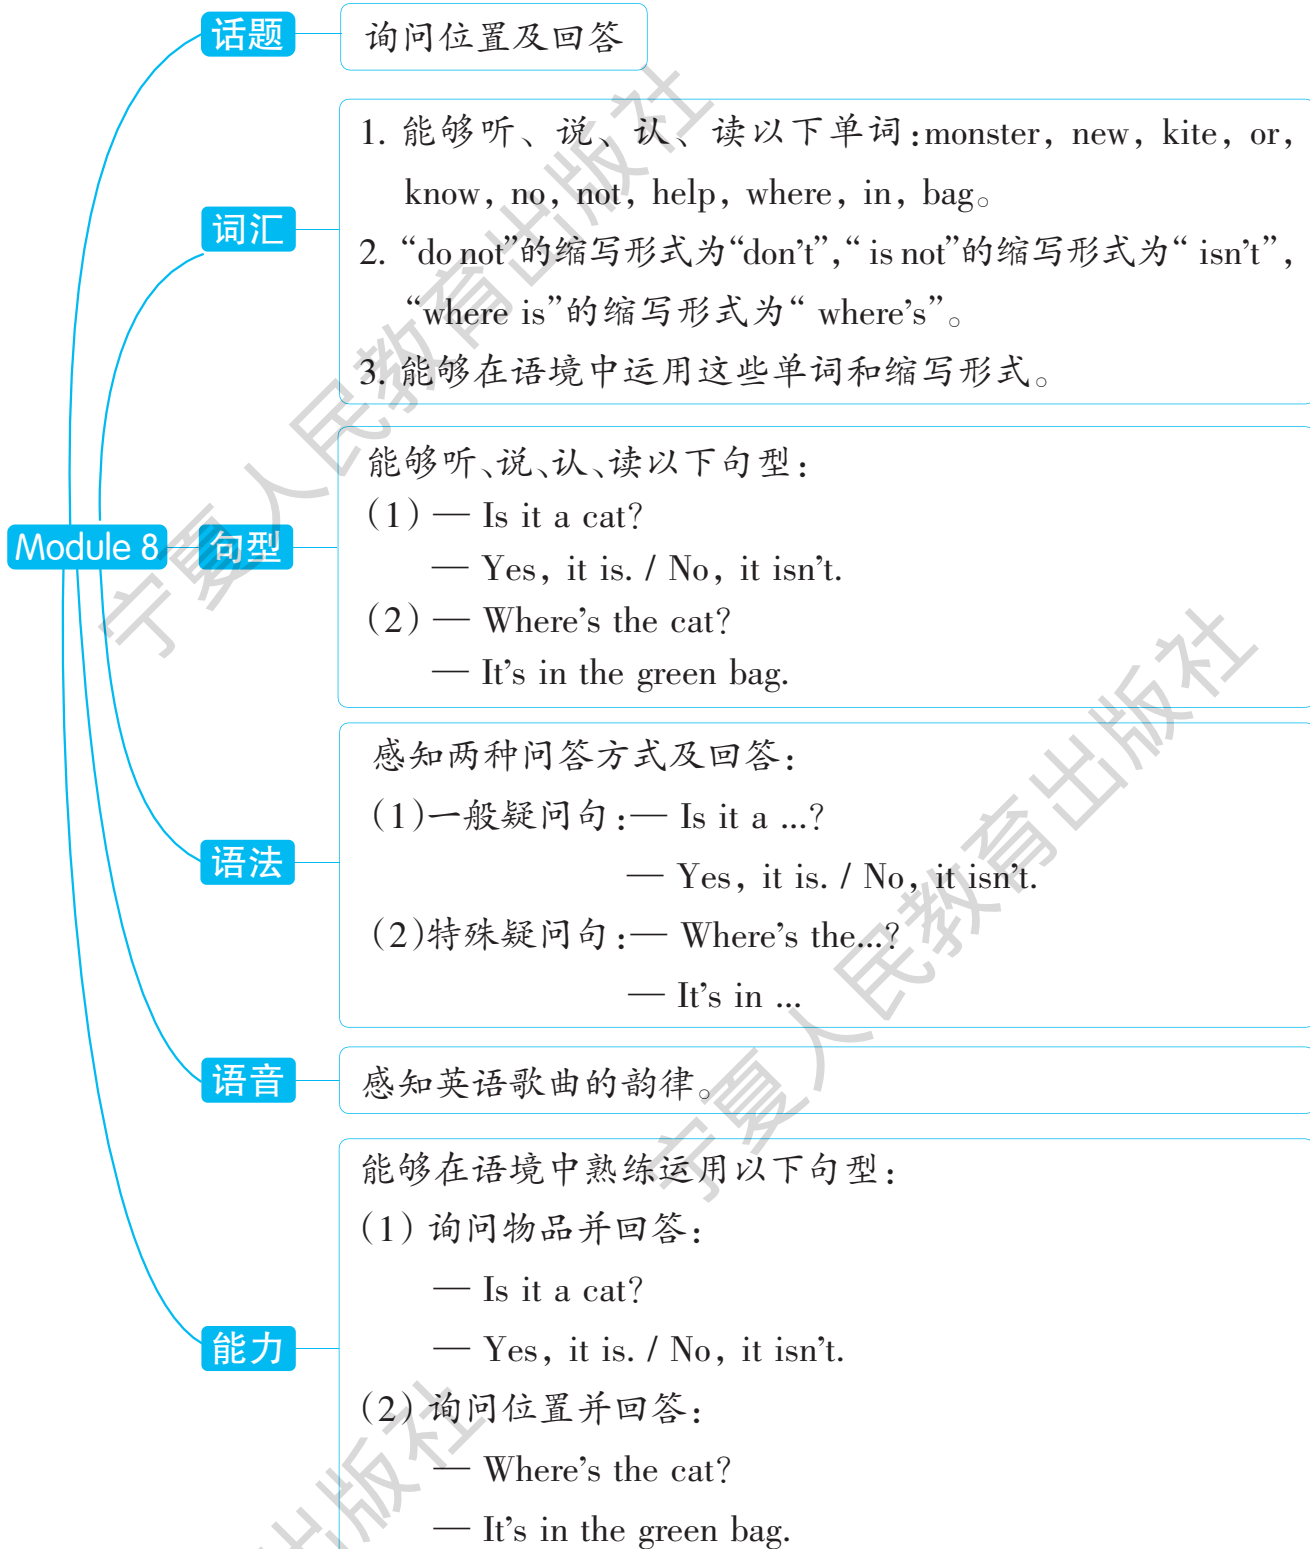 话题
询问位置及回答
词汇
1. 能够听、说、认、读以下单词:monster, new, kite, or,
know, no, not, help, where, in, bag。
2. “do not”的缩写形式为“don't”,“ is not”的缩写形式为“ isn't”,
“where is”的缩写形式为“ where's”。
3. 能够在语境中运用这些单词和缩写形式。
Module 8
句型
能够听、说、认、读以下句型：
(1) — Is it a cat?
— Yes, it is. / No, it isn't.
(2) — Where's the cat?
— It's in the green bag.
语法
感知两种问答方式及回答：
(1)一般疑问句:— Is it a ...?
— Yes, it is. / No, it isn't.
(2)特殊疑问句:— Where's the...?
— It's in ...
语音
感知英语歌曲的韵律。
能力
能够在语境中熟练运用以下句型：
(1) 询问物品并回答：
— Is it a cat?
— Yes, it is. / No, it isn't.
(2) 询问位置并回答：
— Where's the cat?
— It's in the green bag.
宁夏人民教育出版社
宁夏人民教育出版社
出版社